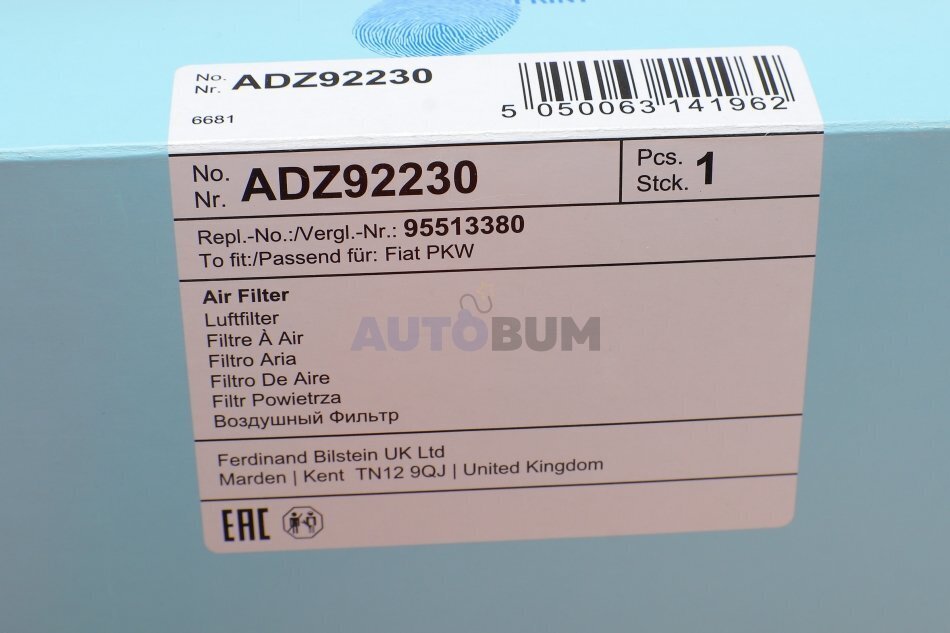 PRINT
No. ADZ92230
Nr.
6681
5 050063 141962
No. ADZ92230
Nr.
Pcs. 1
Stck.
Repl.-No.:/Vergl.-Nr.: 95513380
To fit:/Passend für: Fiat PKW
Air Filter
Luftfilter
Filtre À Air
Filtro Aria
Filtro De Aire
Filtr Powietrza
Воздушный Фильтр
AUTOBUM
Ferdinand Bilstein UK Ltd
Marden | Kent TN12 9QJ | United Kingdom
EAC